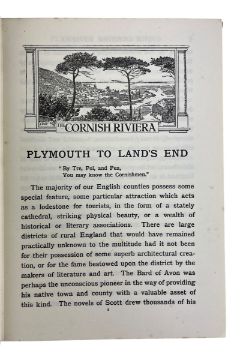 THE CORNISH RIVIERA
PLYMOUTH TO LAND'S END
"By Tre, Pol, and Pen,
You may know the Cornishmen."
The majority of our English counties possess some
special feature, some particular attraction which acts
as a lodestone for tourists, in the form of a stately
cathedral, striking physical beauty, or a wealth of
historical or literary associations. There are large
districts of rural England that would have remained
practically unknown to the multitude had it not been
for their possession of some superb architectural crea-
tion, or for the fame bestowed upon the district by the
makers of literature and art. The Bard of Avon was
perhaps the unconscious pioneer in the way of providing
his native town and county with a valuable asset of
this kind. The novels of Scott drew thousands of his